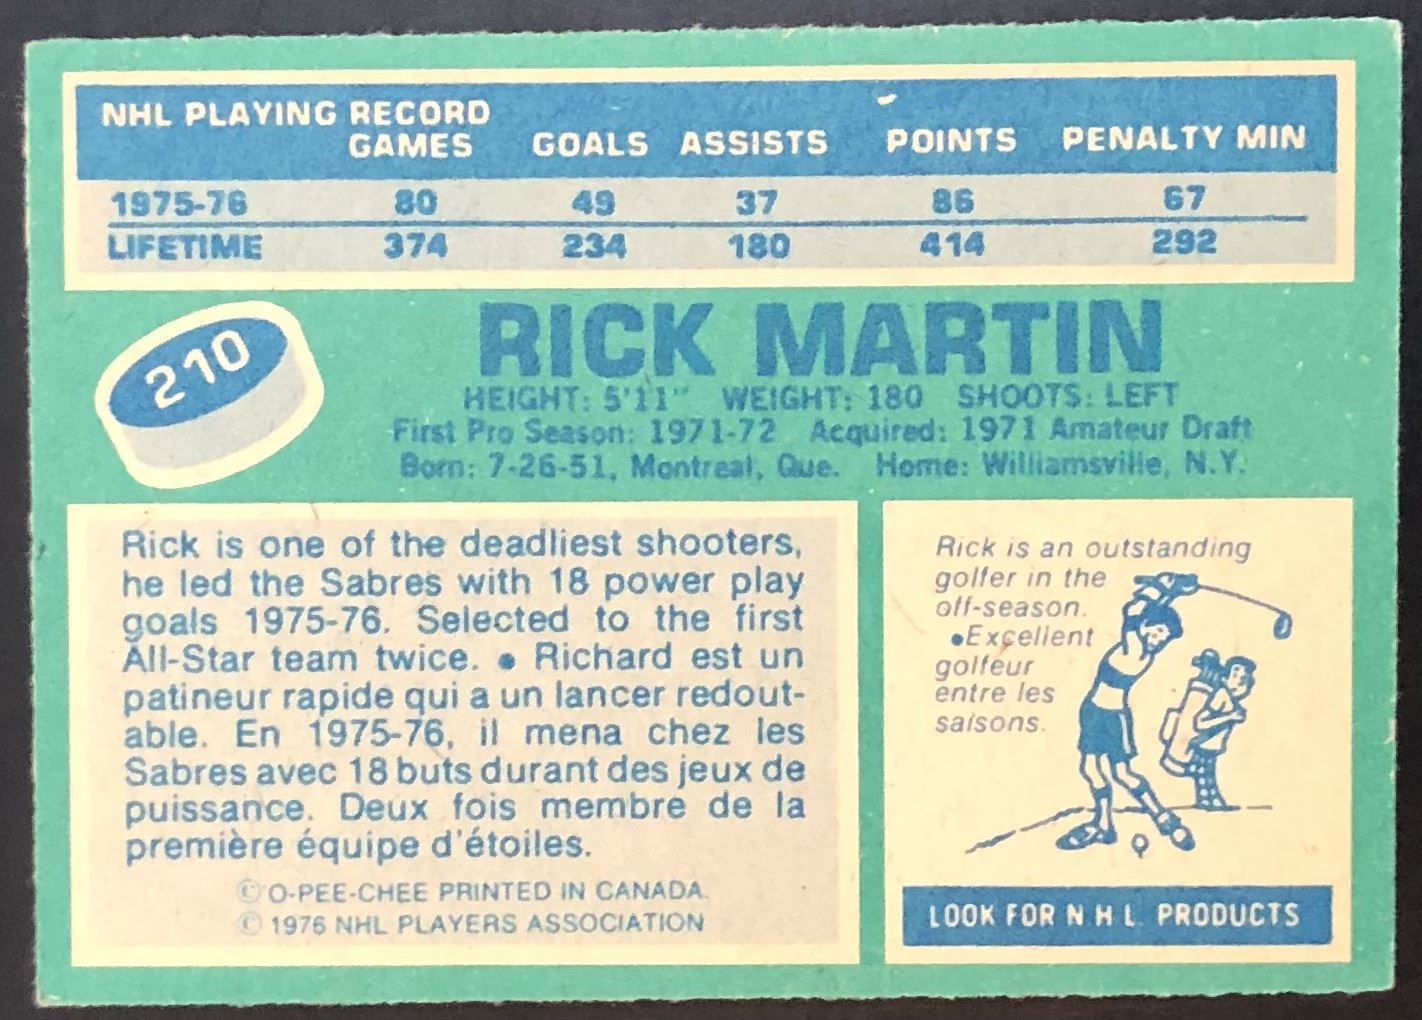 NHL PLAYING RECORD
GAMES GOALS ASSISTS POINTS PENALTY MIN
1975-76 80 49 37 86 67
LIFETIME 374 234 180 414 292
210
RICK MARTIN
HEIGHT: 5'11" WEIGHT: 180 SHOOTS: LEFT
First Pro Season: 1971-72 Acquired: 1971 Amateur Draft
Born: 7-26-51, Montreal, Que. Home: Williamsville, N.Y.
Rick is one of the deadliest shooters,
he led the Sabres with 18 power play
goals 1975-76. Selected to the first
All-Star team twice. • Richard est un
patineur rapide qui a un lancer redout-
able. En 1975-76, il mena chez les
Sabres avec 18 buts durant des jeux de
puissance. Deux fois membre de la
première équipe d'étoiles.
© O-PEE-CHEE PRINTED IN CANADA.
© 1976 NHL PLAYERS ASSOCIATION
Rick is an outstanding
golfer in the
off-season.
•Excellent
golfeur
entre les
saisons.
LOOK FOR N H L PRODUCTS